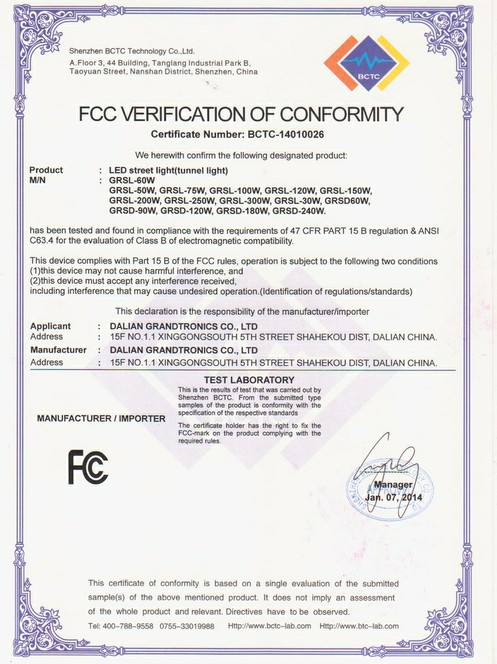 Shenzhen BCTC Technology Co.,Ltd.
A.Floor 3, 44 Building, Tanglang Industrial Park B,
Taoyuan Street, Nanshan District, Shenzhen, China
BCTC
FCC VERIFICATION OF CONFORMITY
Certificate Number: BCTC-14010026
We herewith confirm the following designated product:
Product : LED street light(tunnel light)
M/N : GRSL-60W
GRSL-50W, GRSL-75W, GRSL-100W, GRSL-120W, GRSL-150W,
GRSL-200W, GRSL-250W, GRSL-300W, GRSL-30W, GRSD60W,
GRSD-90W, GRSD-120W, GRSD-180W, GRSD-240W.
has been tested and found in compliance with the requirements of 47 CFR PART 15 B regulation & ANSI
C63.4 for the evaluation of Class B of electromagnetic compatibility.
This device complies with Part 15 B of the FCC rules, operation is subject to the following two conditions
(1)this device may not cause harmful interference, and
(2)this device must accept any interference received,
including interference that may cause undesired operation.(Identification of regulations/standards)
This declaration is the responsibility of the manufacturer/importer
Applicant : DALIAN GRANDTRONICS CO., LTD
Address : 15F NO.1.1 XINGGONGSOUTH 5TH STREET SHAHEKOU DIST, DALIAN CHINA.
Manufacturer : DALIAN GRANDTRONICS CO., LTD
Address : 15F NO.1.1 XINGGONGSOUTH 5TH STREET SHAHEKOU DIST, DALIAN CHINA.
TEST LABORATORY
This is the results of test that was carried out by
Shenzhen BCTC. From the submitted type
samples of the product is conformity with the
specification of the respective standards
MANUFACTURER / IMPORTER
The certificate holder has the right to fix the
FCC-mark on the product complying with the
required rules.
FCC
Manager
Jan. 07, 2014
This certificate of conformity is based on a single evaluation of the submitted
sample(s) of the above mentioned product. It does not imply an assessment
of the whole product and relevant. Directives have to be observed.
Tel: 400-788-9558 0755-33019988 Http://www.bctc-lab.com Http://www.btc-lab.com